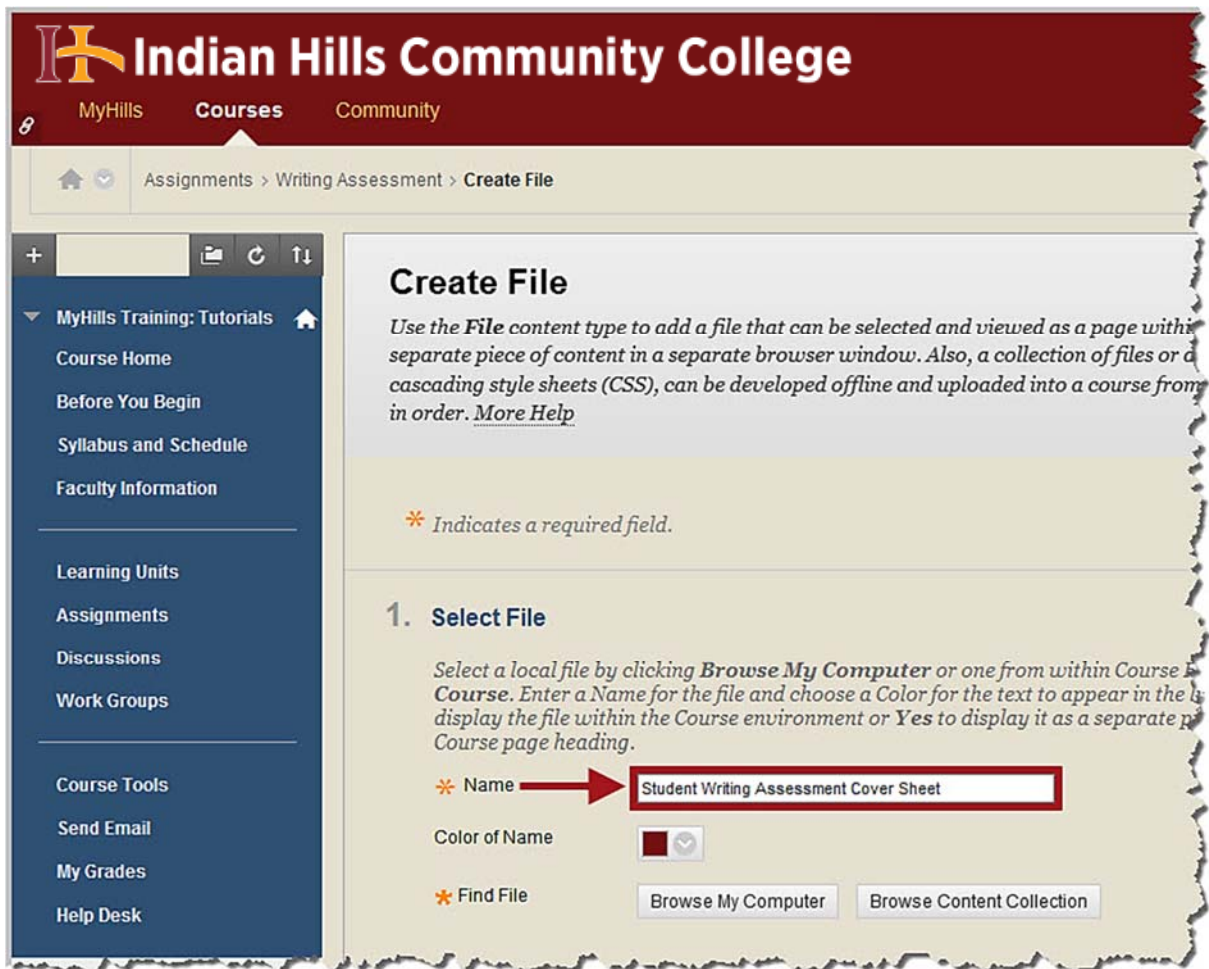 Indian Hills Community College
MyHills Courses Community
Assignments > Writing Assessment > Create File
MyHills Training: Tutorials
Course Home
Before You Begin
Syllabus and Schedule
Faculty Information
Learning Units
Assignments
Discussions
Work Groups
Course Tools
Send Email
My Grades
Help Desk
Create File
Use the File content type to add a file that can be selected and viewed as a page within
separate piece of content in a separate browser window. Also, a collection of files or
cascading style sheets (CSS), can be developed offline and uploaded into a course from
in order. More Help
* Indicates a required field.
1. Select File
Select a local file by clicking Browse My Computer or one from within Course
Course. Enter a Name for the file and choose a Color for the text to appear in the
display the file within the Course environment or Yes to display it as a separate
Course page heading.
* Name Student Writing Assessment Cover Sheet
Color of Name
* Find File Browse My Computer Browse Content Collection